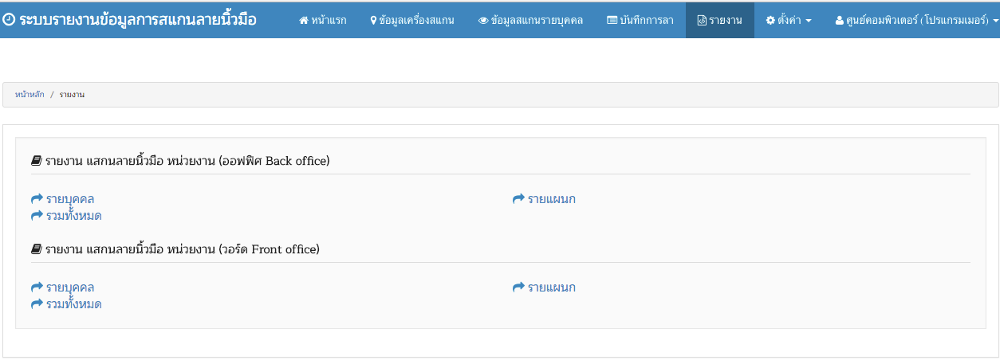 ระบบรายงานข้อมูลการสแกนลายนิ้วมือ หน้าแรก ข้อมูลเครื่องสแกน ข้อมูลสแกนรายบุคคล บันทึกการลา รายงาน ตั้งค่า ศูนย์คอมพิวเตอร์ (โปรแกรมเมอร์)
หน้าหลัก / รายงาน
รายงาน แสกนลายนิ้วมือ หน่วยงาน (ออฟฟิศ Back office)
รายบุคคล รายแผนก
รวมทั้งหมด
รายงาน แสกนลายนิ้วมือ หน่วยงาน (วอร์ด Front office)
รายบุคคล รายแผนก
รวมทั้งหมด